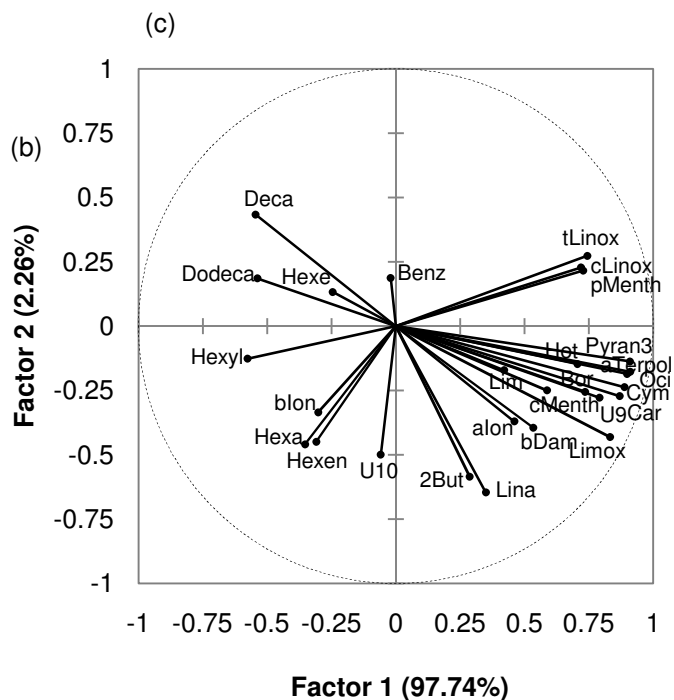 (c)
(b)
1
0.75
0.5
0.25
0
-0.25
-0.5
-0.75
-1
Factor 2 (2.26%)
Deca
tLinox
Dodeca
Hexe
Benz
cLinox
pMenth
Hexyl
Hot
Pyran3
aTerpol
Lim
Bor
Oci
bIon
cMenth
Cym
U9
Car
Hexa
aIon
bDam
Limox
Hexen
U10
2But
Lina
-1 -0.75 -0.5 -0.25 0 0.25 0.5 0.75 1
Factor 1 (97.74%)